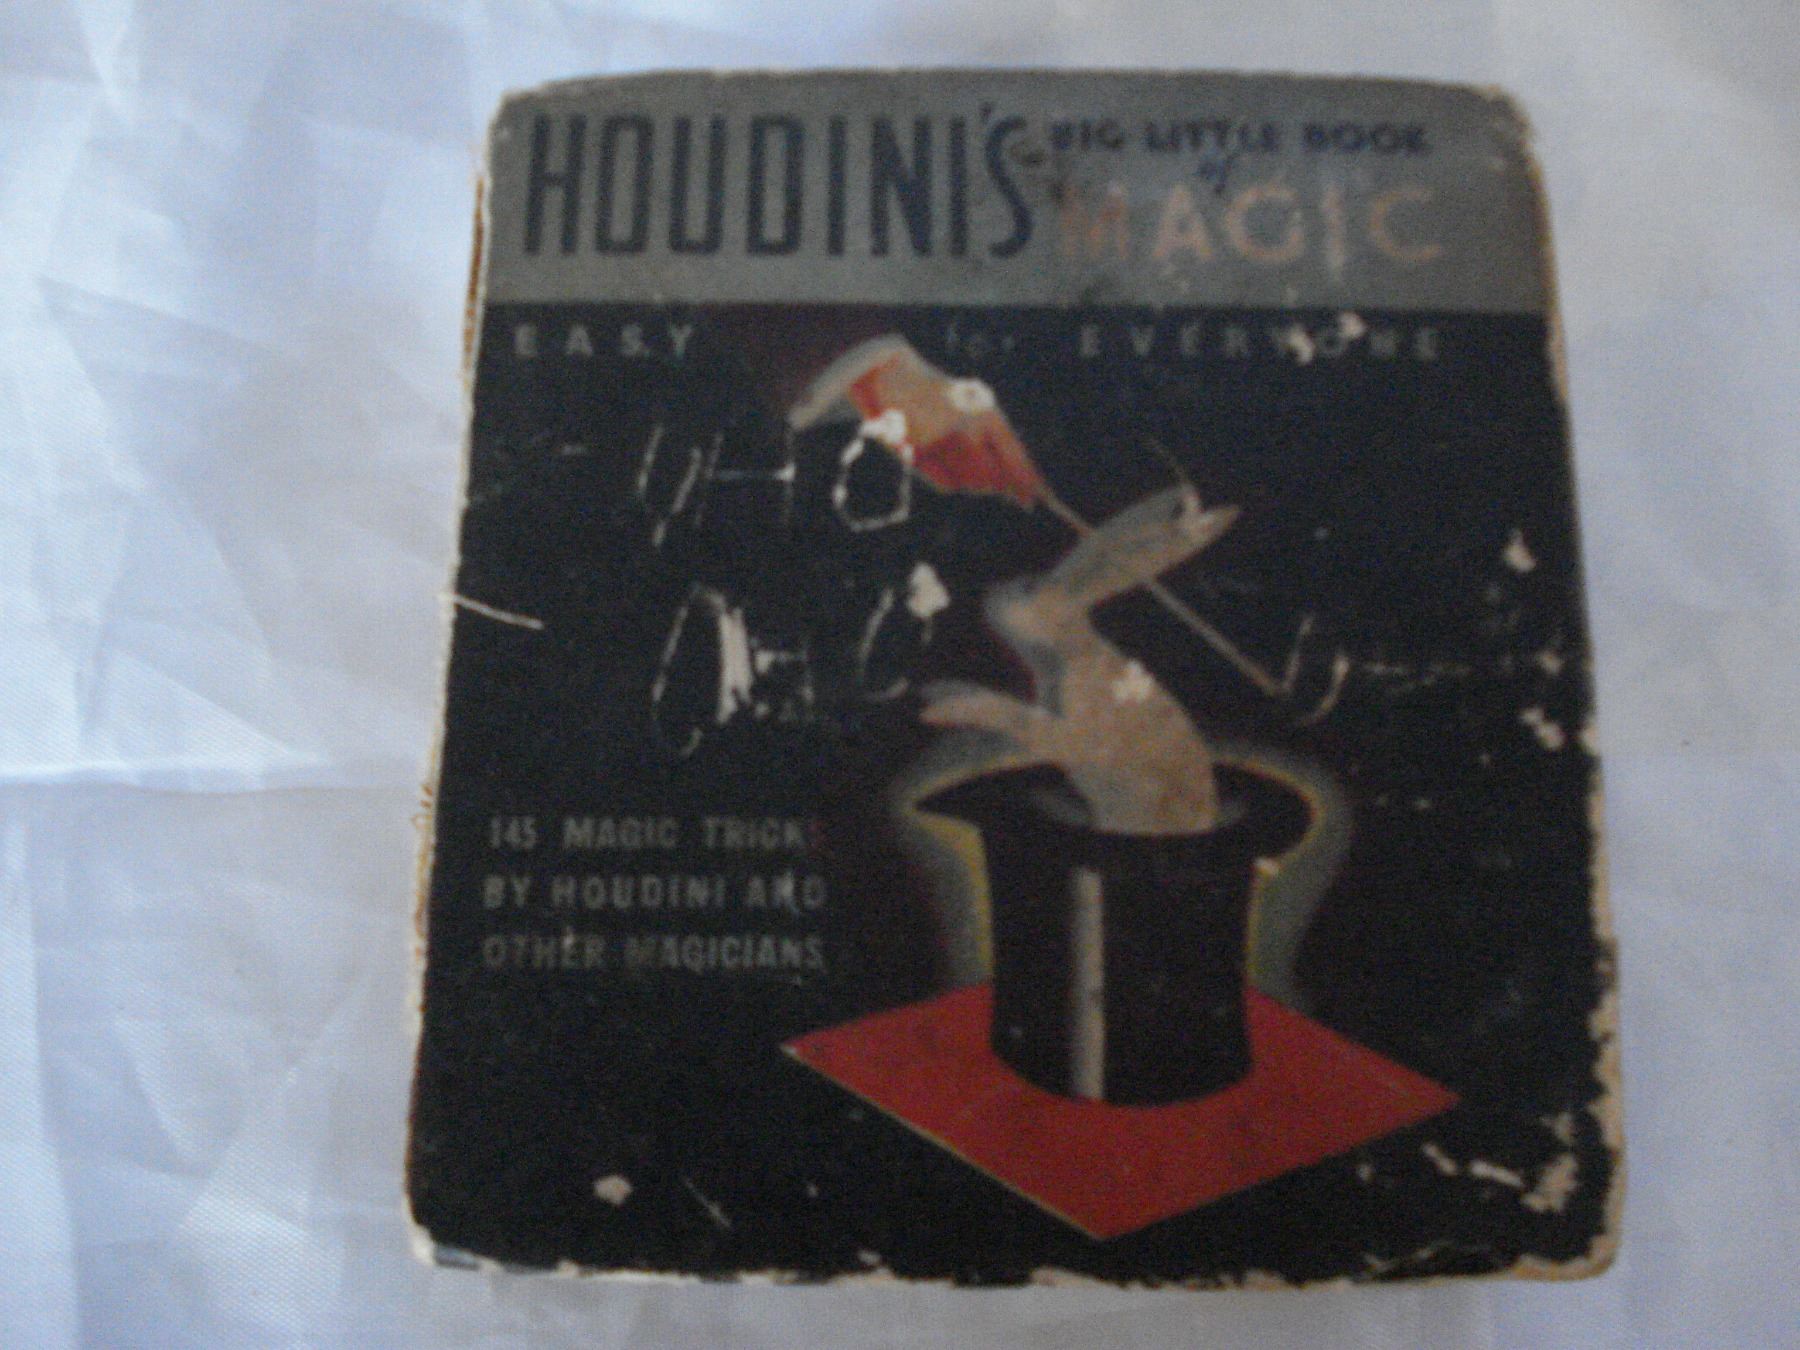 HOUDINI'S BIG LITTLE BOOK
of
MAGIC
EASY for EVERYONE
145 MAGIC TRICKS
BY HOUDINI AND
OTHER MAGICIANS